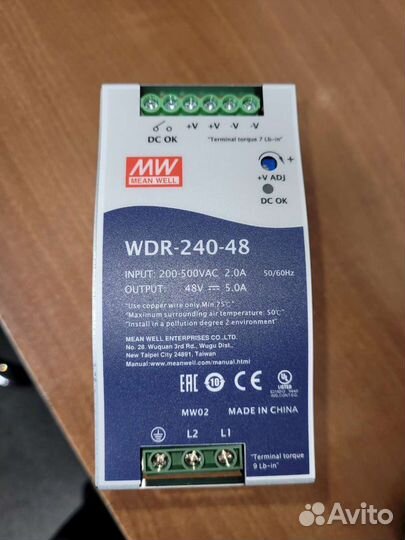 +V +V -V -V
DC OK
"Terminal torque 7 Lb-in"
MW
MEAN WELL
+
+V ADJ
DC OK
WDR-240-48
INPUT: 200-500VAC 2.0A 50/60Hz
OUTPUT: 48V 5.0A
"Use copper wire only Min.75℃"
"Maximum surrounding air temperature: 50℃"
"Install in a pollution degree 2 environment"
MEAN WELL ENTERPRISES CO.,LTD.
No. 28. Wuquan 3rd Rd., Wugu Dist.,
New Taipei City 24891, Taiwan
Manual:www.meanwell.com/manual.html
EAC 10 LISTED
MW02 MADE IN CHINA
L2 L1
"Terminal torque
9 Lb-in"
Avito